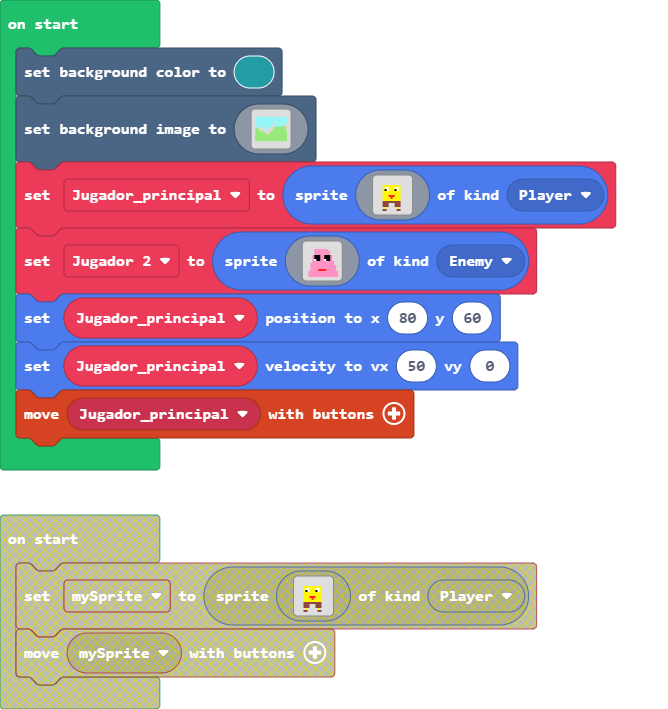 on start
set background color to
set background image to
set Jugador_principal to sprite of kind Player
set Jugador 2 to sprite of kind Enemy
set Jugador_principal position to x 80 y 60
set Jugador_principal velocity to vx 50 vy 0
move Jugador_principal with buttons
on start
set mySprite to sprite of kind Player
move mySprite with buttons